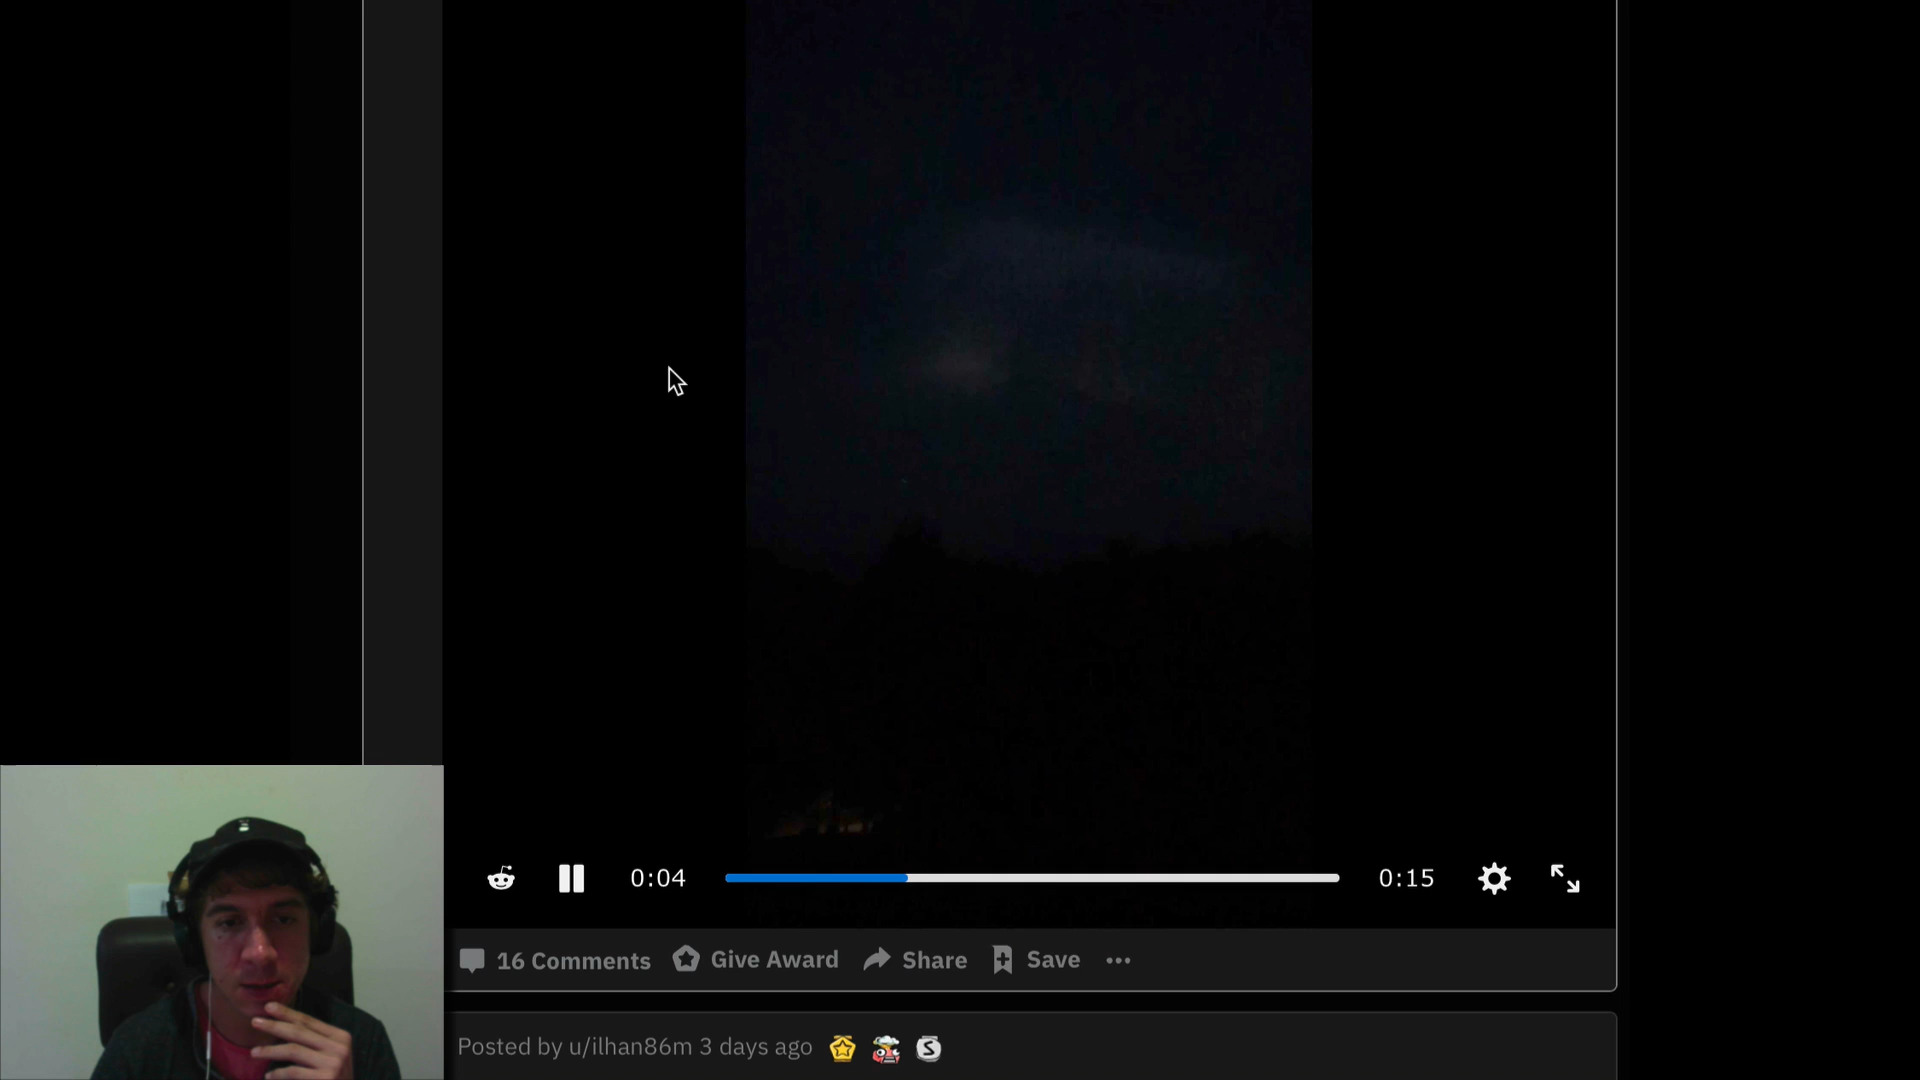 0:04 0:15
16 Comments Give Award Share Save
Posted by u/ilhan86m 3 days ago